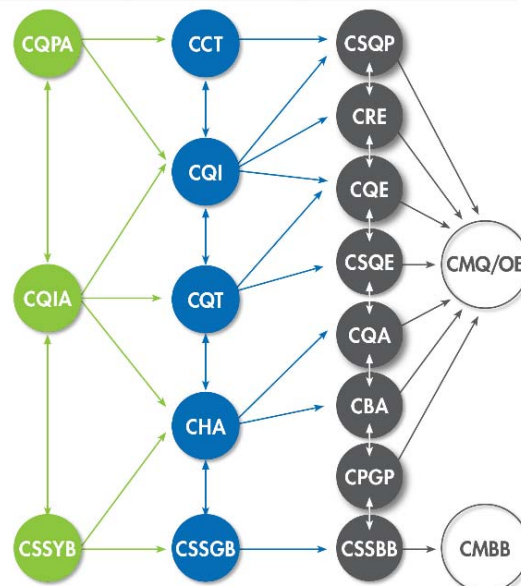 CQPA
CCT
CSQP
CRE
CQI
CQE
CSQE
CMQ/OE
CQIA
CQT
CQA
CBA
CHA
CPGP
CSSYB
CSSGB
CSSBB
CMBB